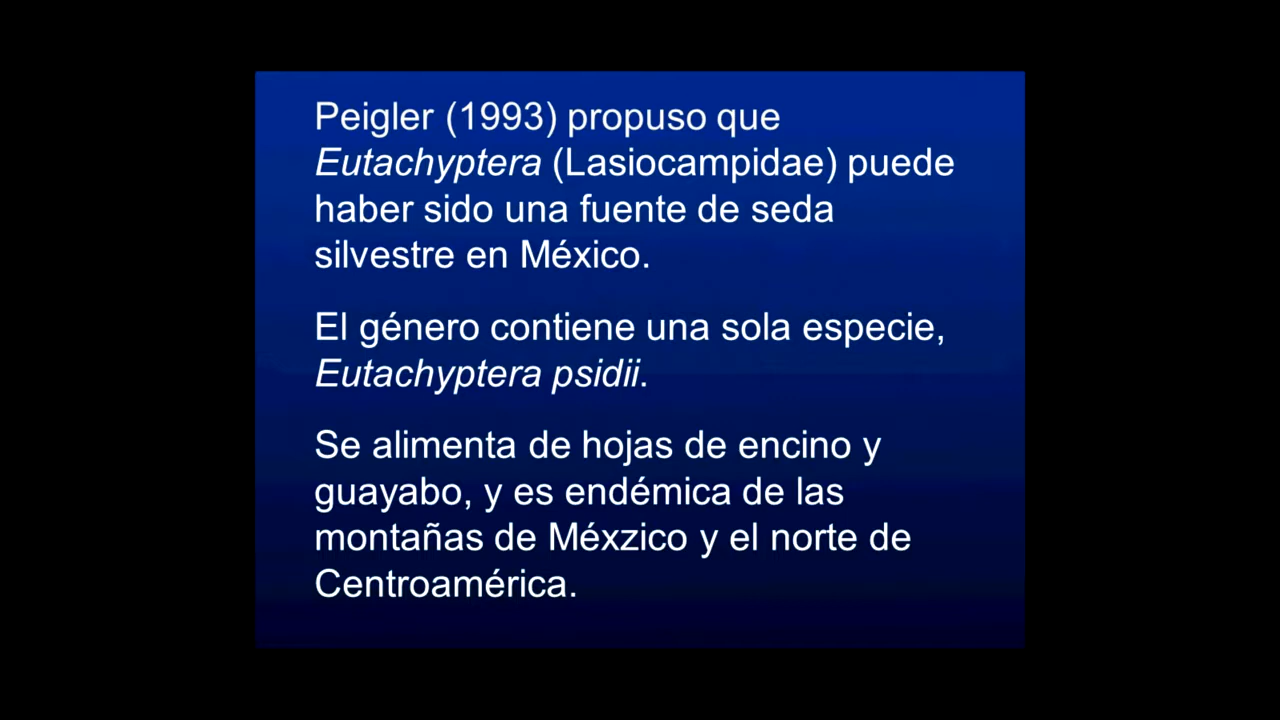 Peigler (1993) propuso que
Eutachyptera (Lasiocampidae) puede
haber sido una fuente de seda
silvestre en México.
El género contiene una sola especie,
Eutachyptera psidii.
Se alimenta de hojas de encino y
guayabo, y es endémica de las
montañas de Méxzico y el norte de
Centroamérica.